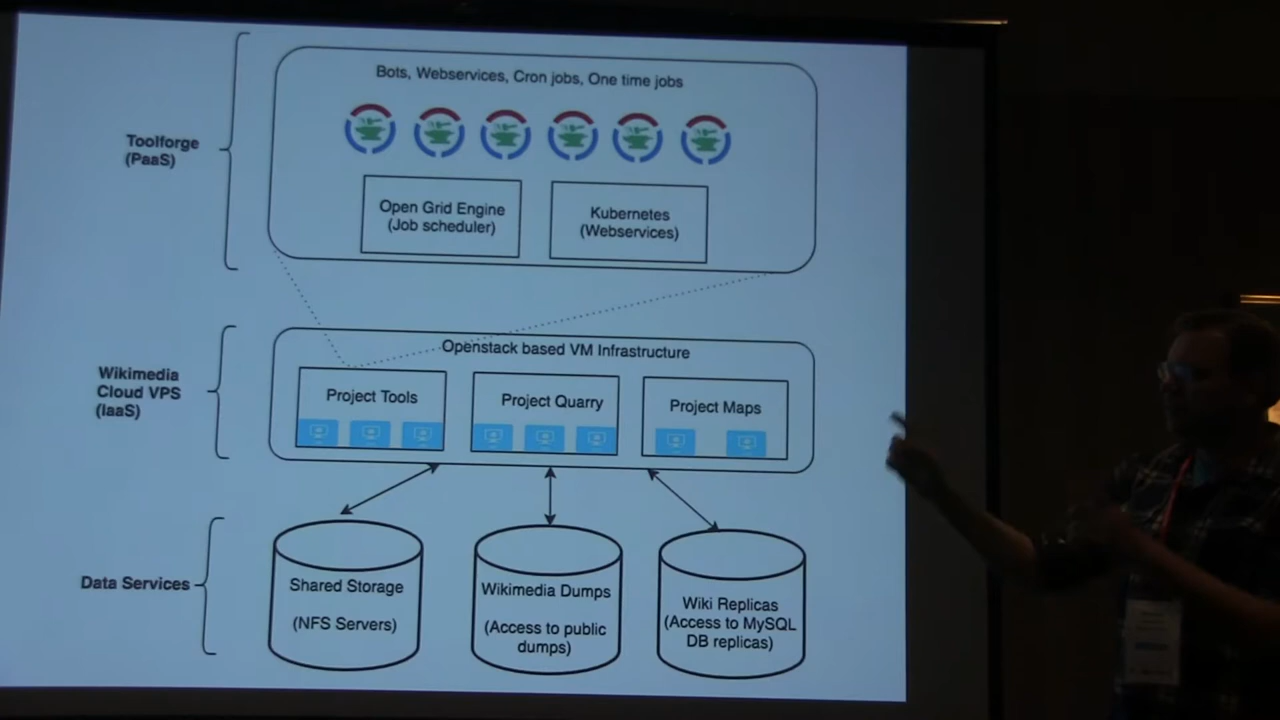 Bots, Webservices, Cron jobs, One time jobs
Toolforge
(PaaS)
Open Grid Engine
(Job scheduler)
Kubernetes
(Webservices)
Openstack based VM Infrastructure
Wikimedia
Cloud VPS
(IaaS)
Project Tools
Project Quarry
Project Maps
Data Services
Shared Storage
(NFS Servers)
Wikimedia Dumps
(Access to public
dumps)
Wiki Replicas
(Access to MySQL
DB replicas)